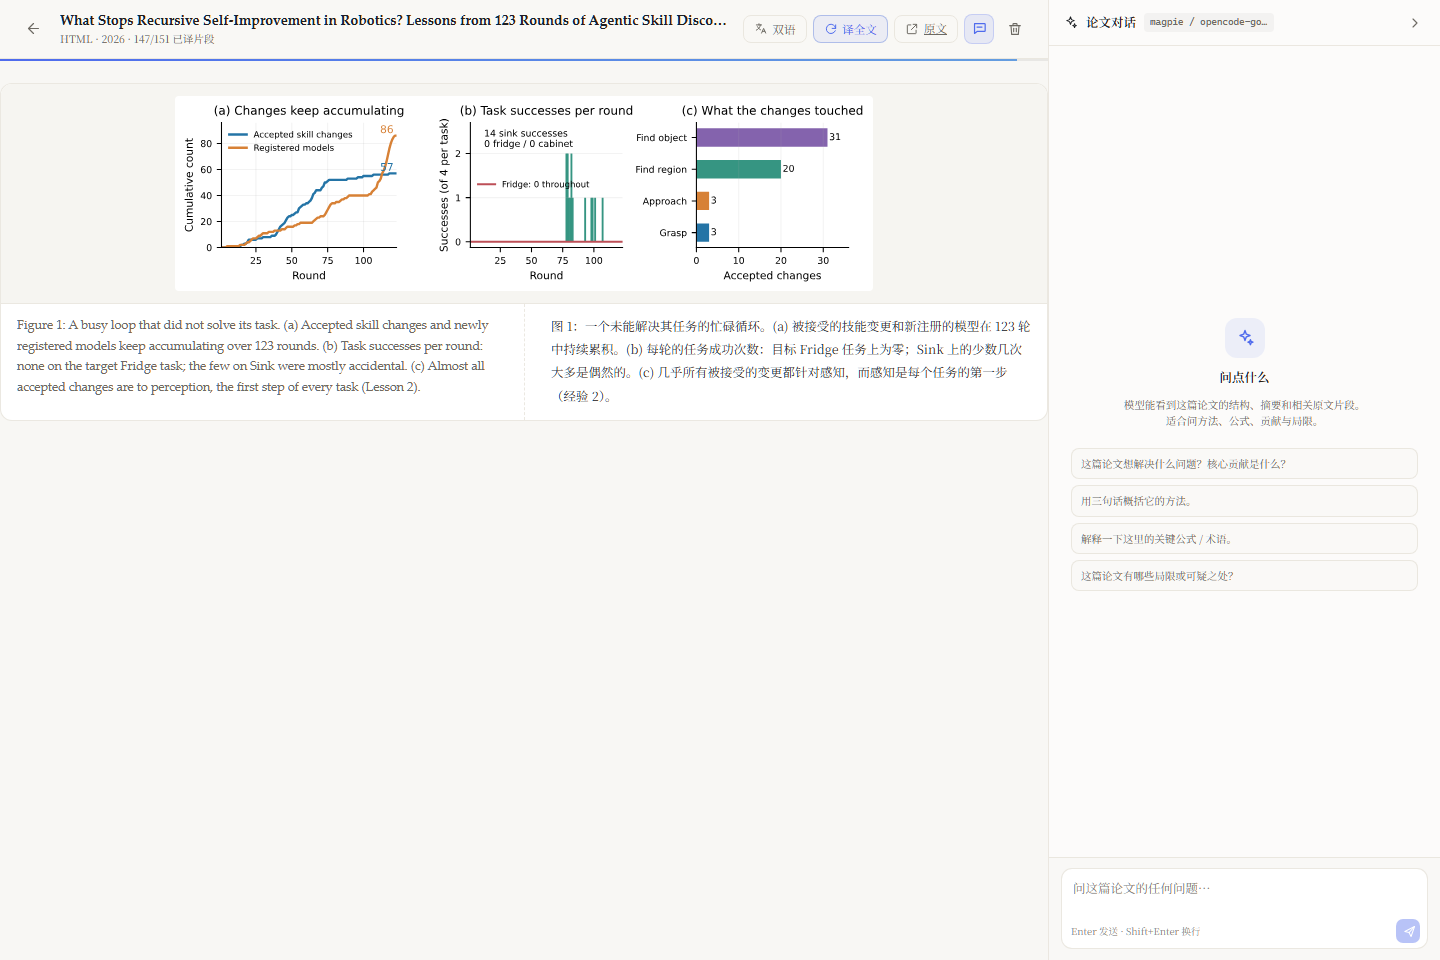 What Stops Recursive Self-Improvement in Robotics? Lessons from 123 Rounds of Agentic Skill Disco…
HTML · 2026 · 147/151 已译片段
双语
译全文
原文
论文对话
magpie / opencode-go…
(a) Changes keep accumulating
Cumulative count
80
60
40
20
0
Accepted skill changes
Registered models
86
57
25 50 75 100
Round
(b) Task successes per round
Successes (of 4 per task)
2
1
0
14 sink successes
0 fridge / 0 cabinet
Fridge: 0 throughout
25 50 75 100
Round
(c) What the changes touched
Find object 31
Find region 20
Approach 3
Grasp 3
0 10 20 30
Accepted changes
Figure 1: A busy loop that did not solve its task. (a) Accepted skill changes and newly
registered models keep accumulating over 123 rounds. (b) Task successes per round:
none on the target Fridge task; the few on Sink were mostly accidental. (c) Almost all
accepted changes are to perception, the first step of every task (Lesson 2).
图 1：一个未能解决其任务的忙碌循环。(a) 被接受的技能变更和新注册的模型在 123 轮
中持续累积。(b) 每轮的任务成功次数：目标 Fridge 任务上为零；Sink 上的少数几次
大多是偶然的。(c) 几乎所有被接受的变更都针对感知，而感知是每个任务的第一步
（经验 2）。
问点什么
模型能看到这篇论文的结构、摘要和相关原文片段。
适合问方法、公式、贡献与局限。
这篇论文想解决什么问题？核心贡献是什么？
用三句话概括它的方法。
解释一下这里的关键公式 / 术语。
这篇论文有哪些局限或可疑之处？
问这篇论文的任何问题…
Enter 发送 · Shift+Enter 换行